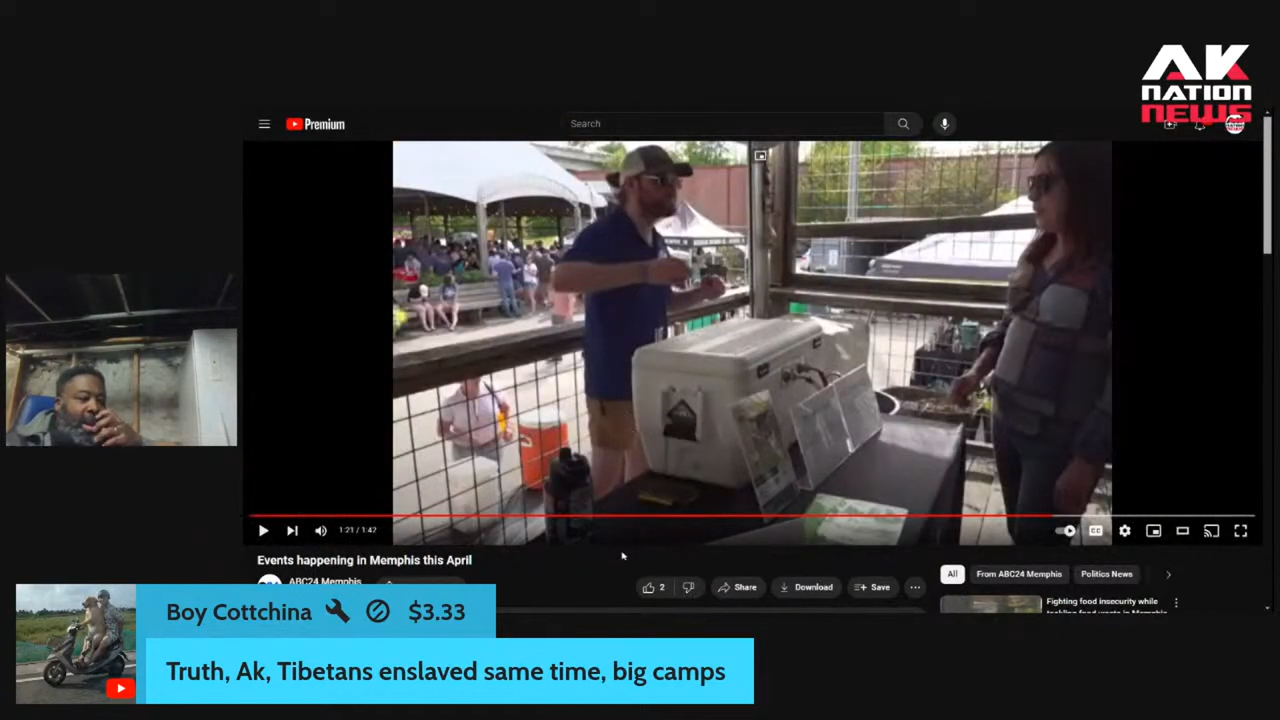 AK
NATION
NEWS
Premium
Search
1:21 / 1:42
CC
Events happening in Memphis this April
ABC24 Memphis
2
Share
Download
Save
All
From ABC24 Memphis
Politics News
Fighting food insecurity while
Boy Cottchina
$3.33
Truth, Ak, Tibetans enslaved same time, big camps